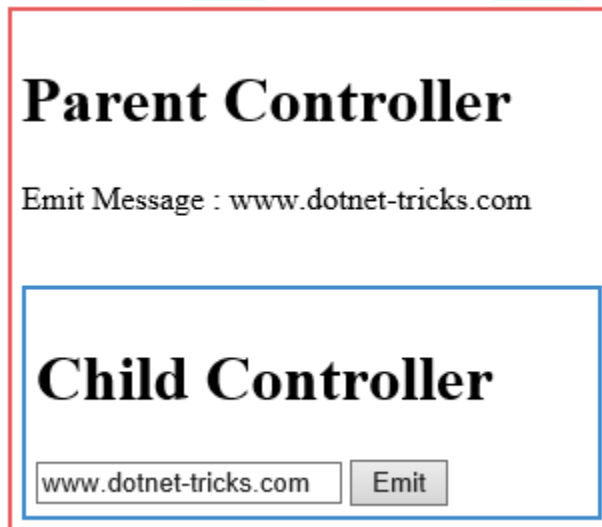 Parent Controller
Emit Message : www.dotnet-tricks.com
Child Controller
www.dotnet-tricks.com Emit